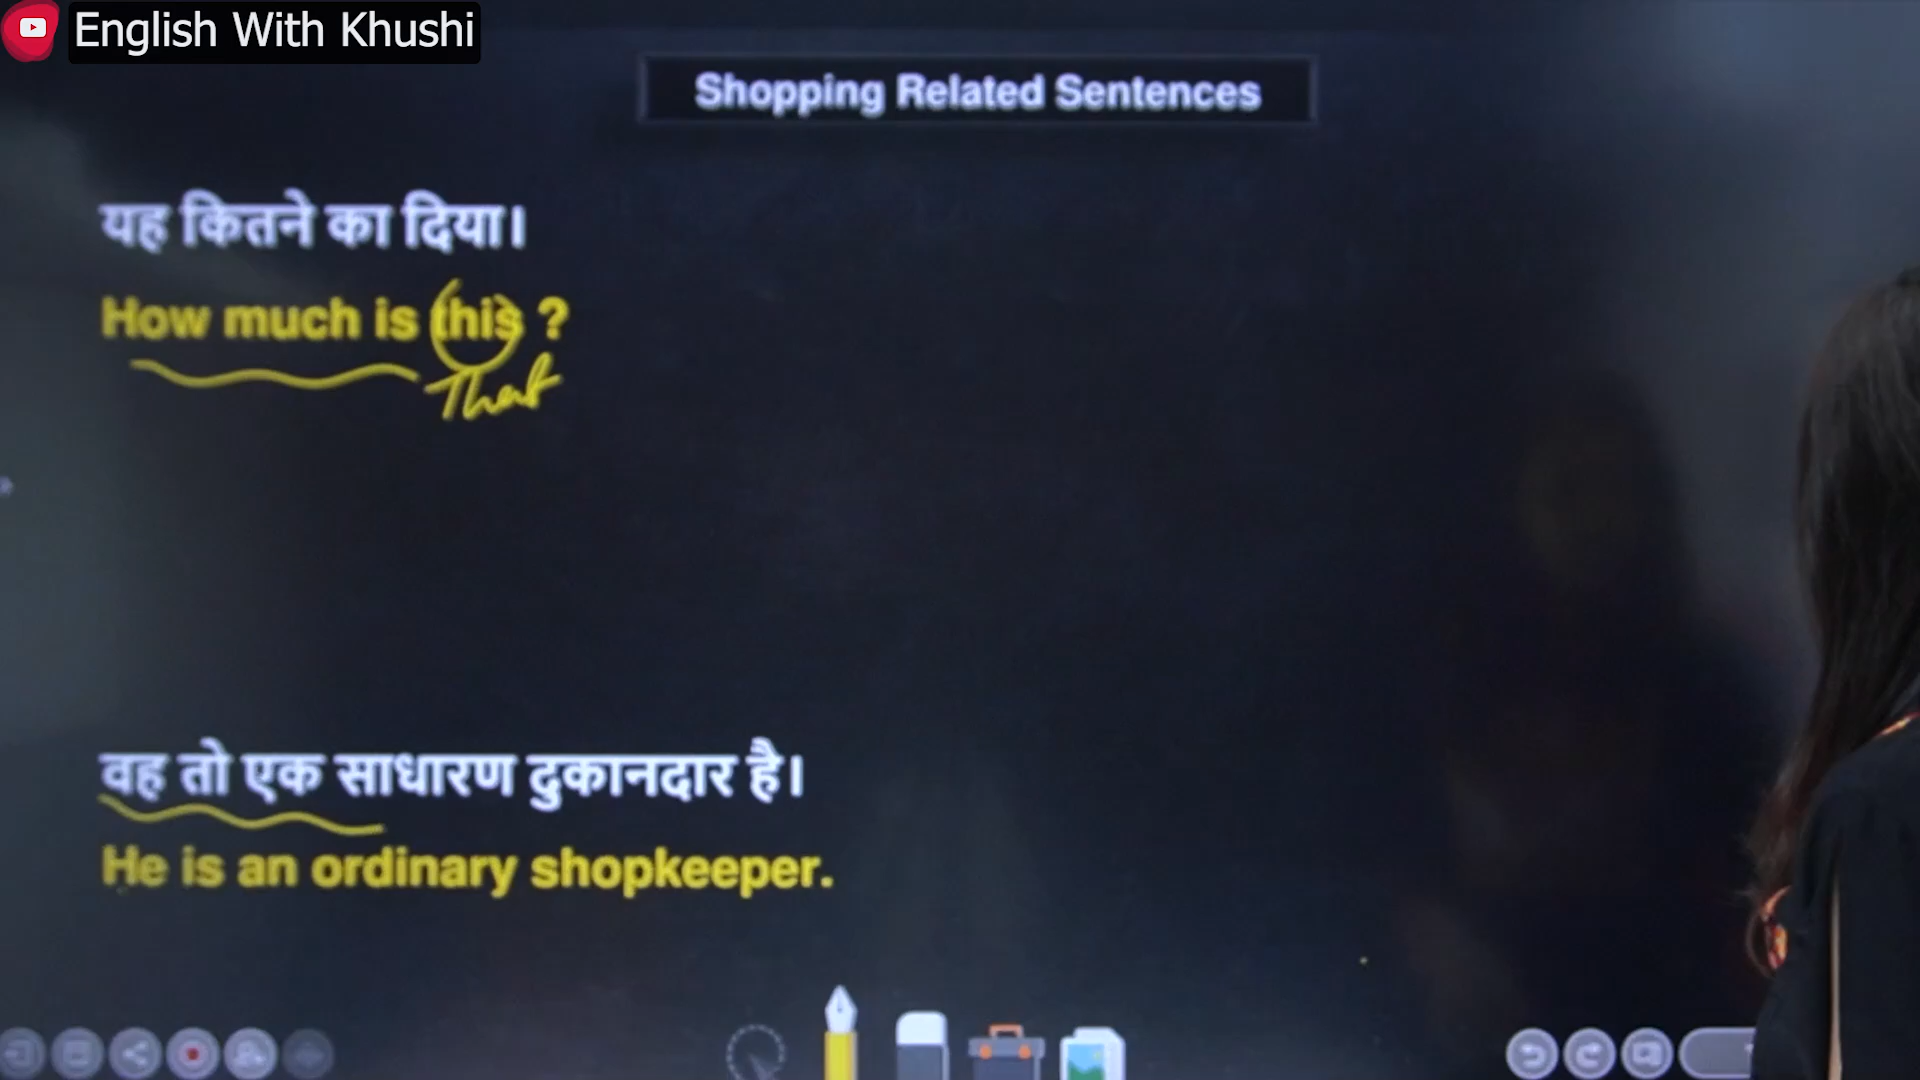 English With Khushi
Shopping Related Sentences
यह कितने का दिया।
How much is this ?
That
वह तो एक साधारण दुकानदार है।
He is an ordinary shopkeeper.